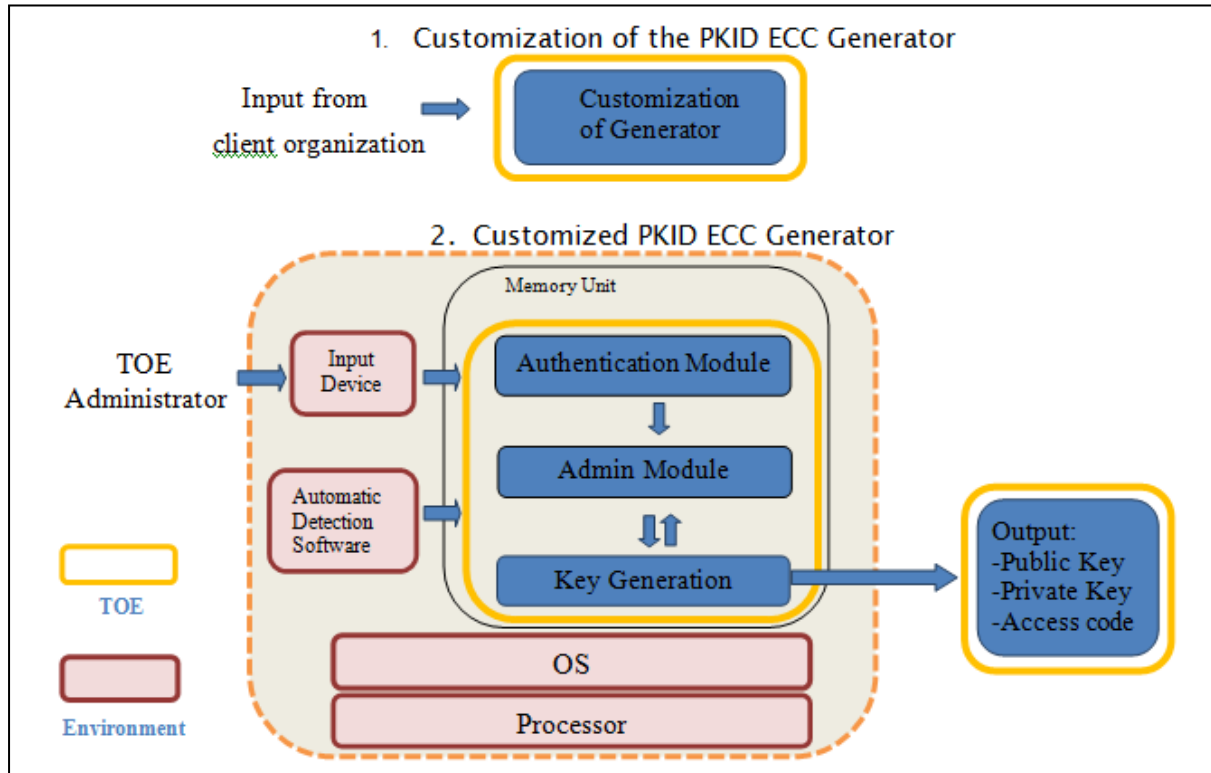 1. Customization of the PKID ECC Generator
Input from
client organization
Customization
of Generator
2. Customized PKID ECC Generator
Memory Unit
TOE
Administrator
Input
Device
Authentication Module
Admin Module
Automatic
Detection
Software
Key Generation
Output:
-Public Key
-Private Key
-Access code
TOE
OS
Environment
Processor